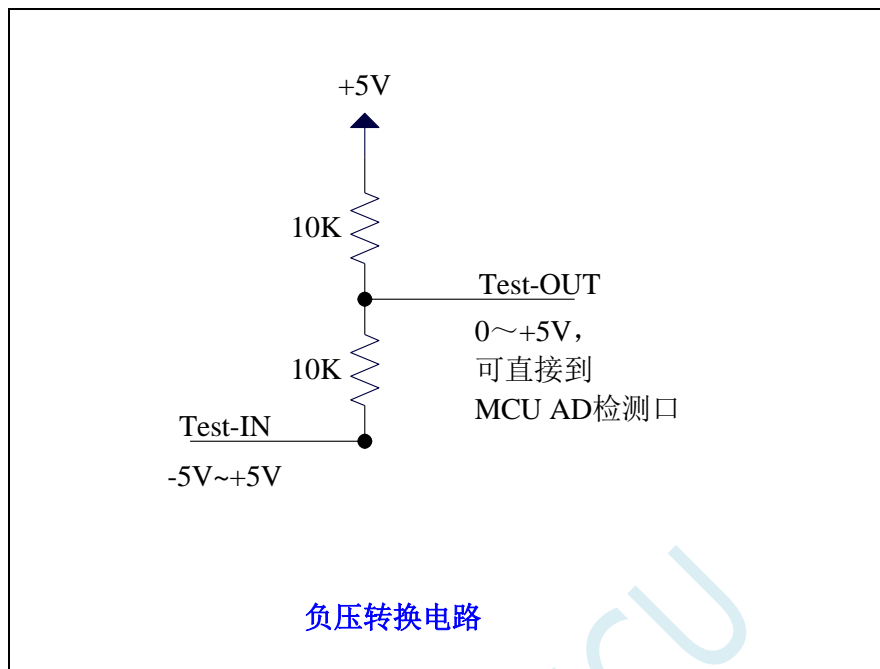 +5V
10K
Test-OUT
0～+5V，
可直接到
MCU AD检测口
10K
Test-IN
-5V~+5V
负压转换电路
CU